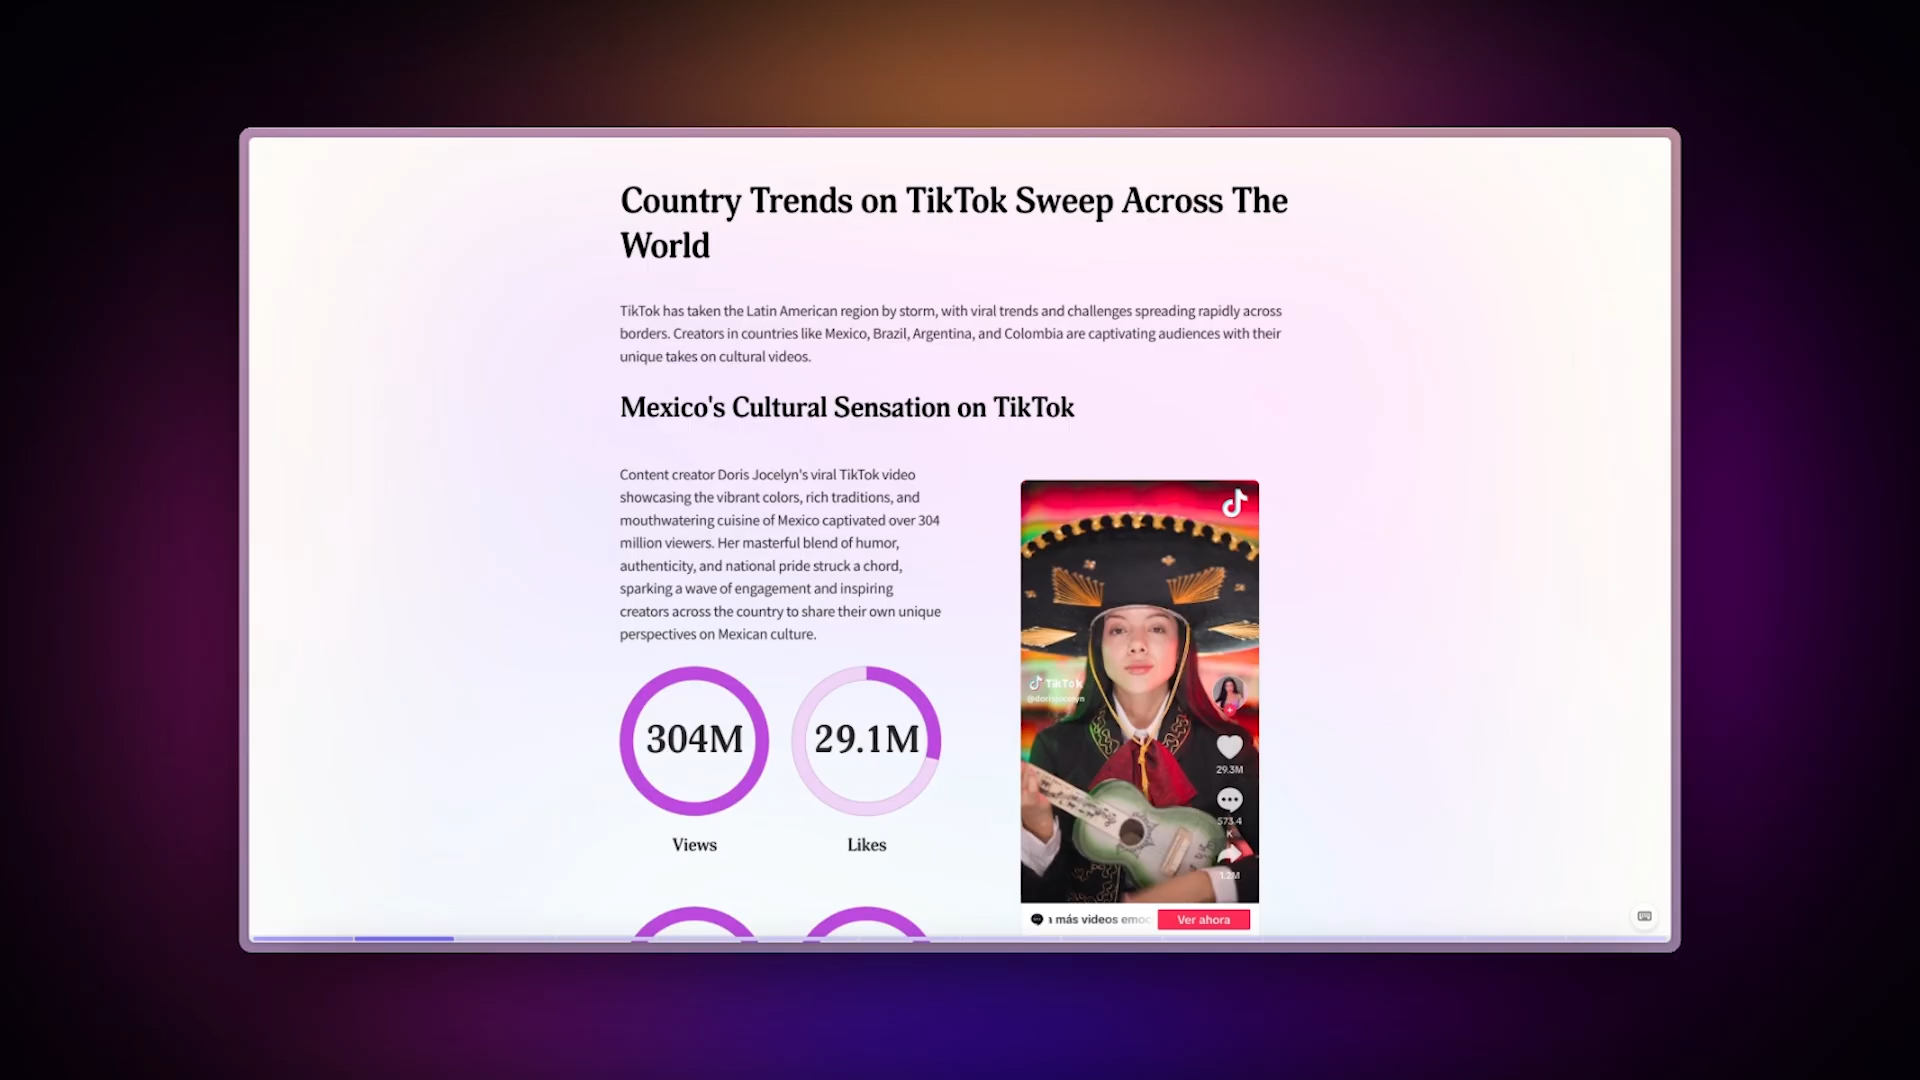 Country Trends on TikTok Sweep Across The
World
TikTok has taken the Latin American region by storm, with viral trends and challenges spreading rapidly across
borders. Creators in countries like Mexico, Brazil, Argentina, and Colombia are captivating audiences with their
unique takes on cultural videos.
Mexico's Cultural Sensation on TikTok
Content creator Doris Jocelyn's viral TikTok video
showcasing the vibrant colors, rich traditions, and
mouthwatering cuisine of Mexico captivated over 304
million viewers. Her masterful blend of humor,
authenticity, and national pride struck a chord,
sparking a wave of engagement and inspiring
creators across the country to share their own unique
perspectives on Mexican culture.
304M
Views
29.1M
Likes
TikTok
@dorisjocelyn
29.3M
573.4
K
1.2M
más videos
Ver ahora